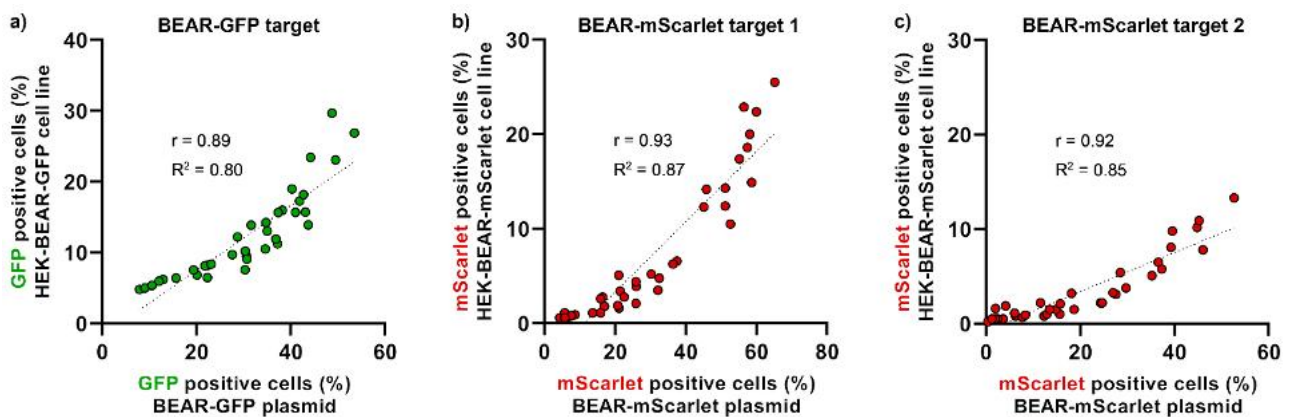 a) BEAR-GFP target
GFP positive cells (%)
HEK-BEAR-GFP cell line
40
30
20
10
0
r = 0.89
R² = 0.80
0 20 40 60
GFP positive cells (%)
BEAR-GFP plasmid
b) BEAR-mScarlet target 1
mScarlet positive cells (%)
HEK-BEAR-mScarlet cell line
30
20
10
0
r = 0.93
R² = 0.87
0 20 40 60 80
mScarlet positive cells (%)
BEAR-mScarlet plasmid
c) BEAR-mScarlet target 2
mScarlet positive cells (%)
HEK-BEAR-mScarlet cell line
30
20
10
0
r = 0.92
R² = 0.85
0 20 40 60
mScarlet positive cells (%)
BEAR-mScarlet plasmid